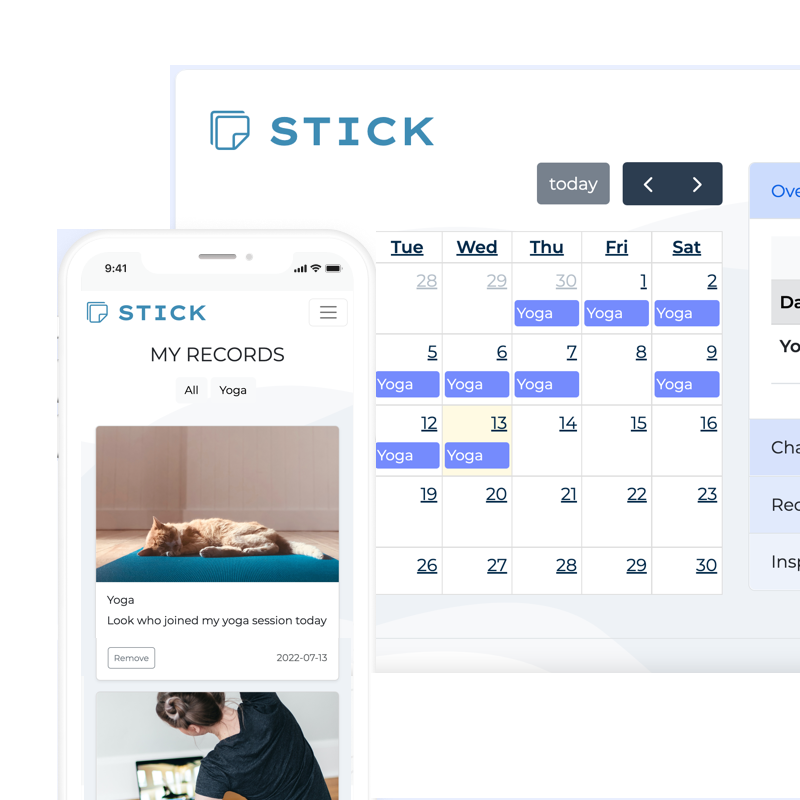 STICK
today
Ove
Tue Wed Thu Fri Sat
28 29 30 1 2
Yoga Yoga Yoga
Da
5 6 7 8 9
Yo
Yoga Yoga Yoga Yoga
12 13 14 15 16
Cha
Yoga Yoga
19 20 21 22 23
Rec
26 27 28 29 30
Insp
9:41
STICK
MY RECORDS
All Yoga
Yoga
Look who joined my yoga session today
Remove 2022-07-13